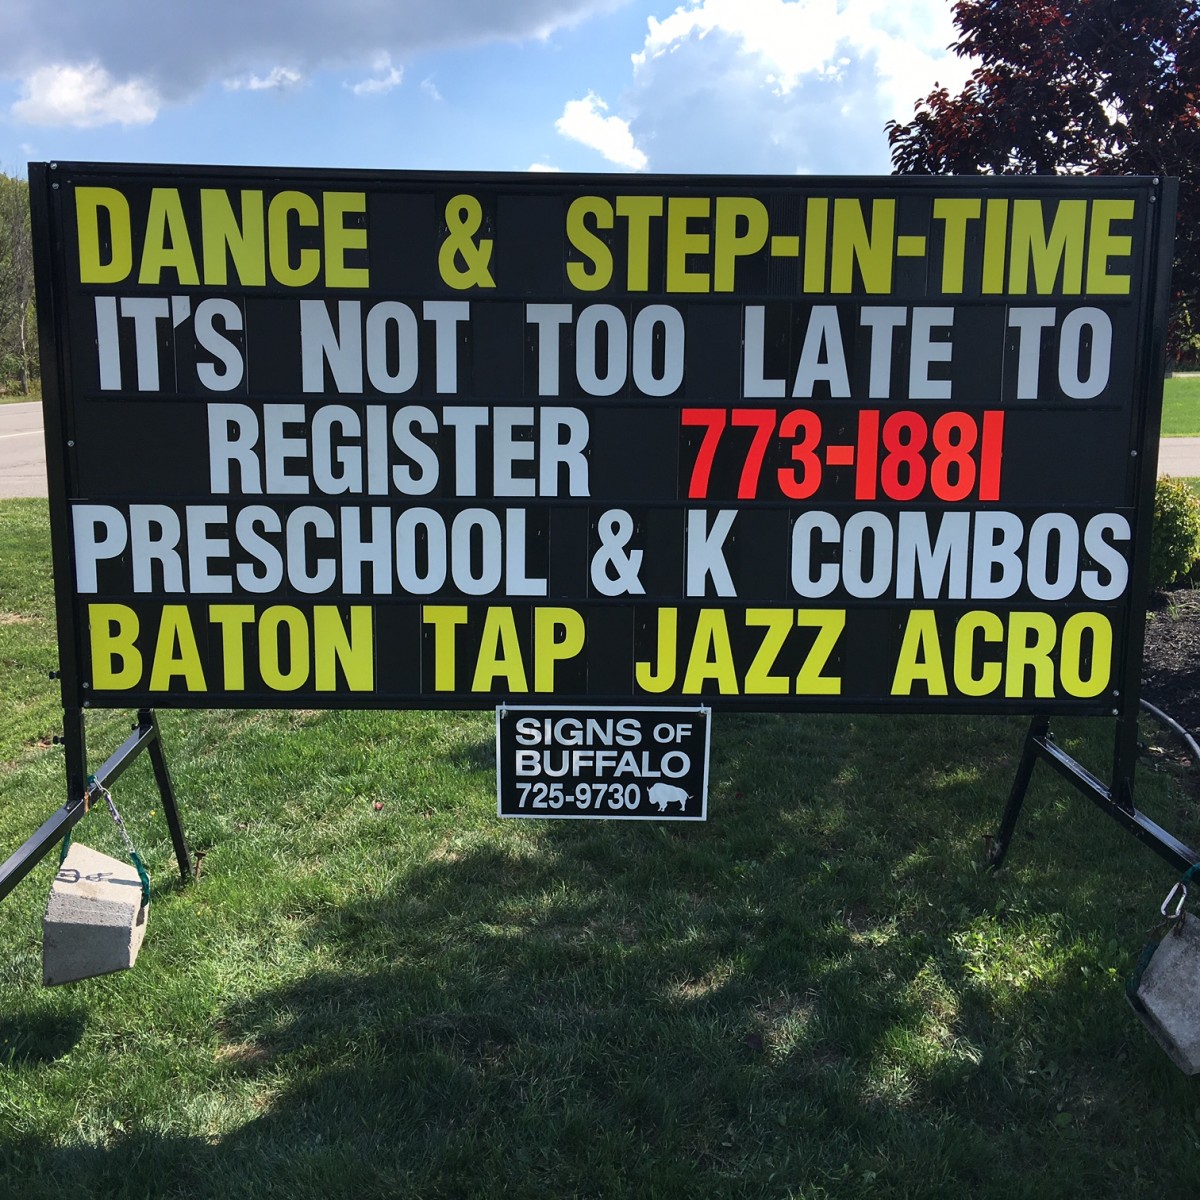 DANCE & STEP-IN-TIME
IT'S NOT TOO LATE TO
REGISTER 773-1881
PRESCHOOL & K COMBOS
BATON TAP JAZZ ACRO
SIGNS OF
BUFFALO
725-9730